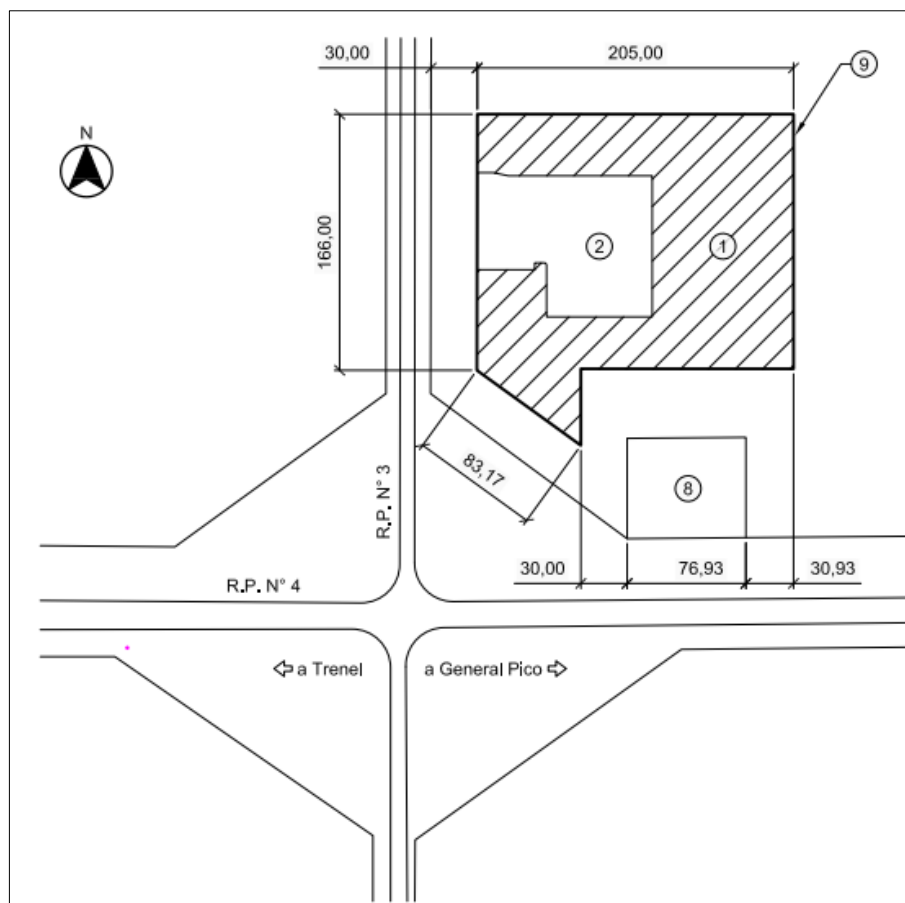 30,00
205,00
9
N
166,00
2
1
83,17
R.P. N° 3
8
30,00
76,93
30,93
R.P. N° 4
a Trenel
a General Pico